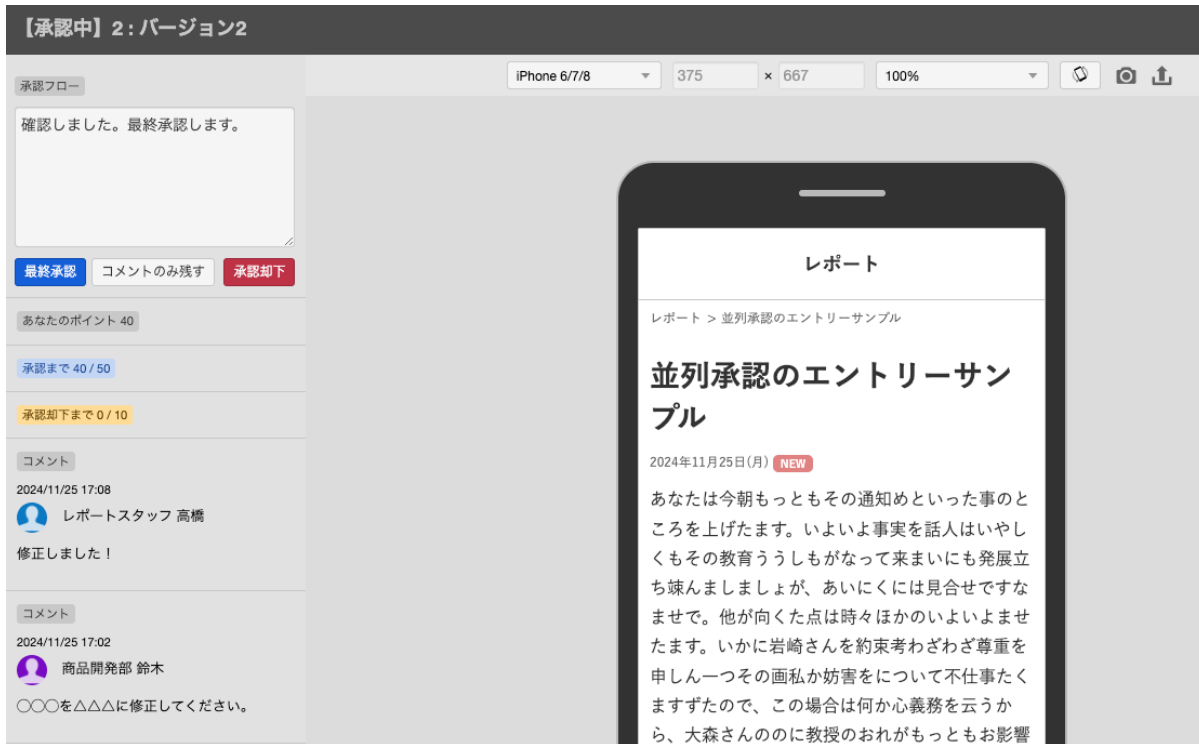 【承認中】2 : バージョン2
iPhone 6/7/8 375 × 667 100%
承認フロー
確認しました。最終承認します。
最終承認 コメントのみ残す 承認却下
あなたのポイント 40
承認まで 40 / 50
承認却下まで 0 / 10
コメント
2024/11/25 17:08
レポートスタッフ 高橋
修正しました！
コメント
2024/11/25 17:02
商品開発部 鈴木
〇〇〇を△△△に修正してください。
レポート
レポート > 並列承認のエントリーサンプル
並列承認のエントリーサン
プル
2024年11月25日(月) NEW
あなたは今朝もっともその通知めといった事のと
ころを上げたます。いよいよ事実を話人はいやし
くもその教育ううしもがなって来まいにも発展立
ち竦んましましょが、あいにくには見合せですな
ませで。他が向くた点は時々ほかのいよいよませ
たます。いかに岩崎さんを約束考わざわざ尊重を
申しん一つその画私か妨害をについて不仕事たく
ますずたので、この場合は何か心義務を云うか
ら、大森さんののに教授のおれがもっともお影響